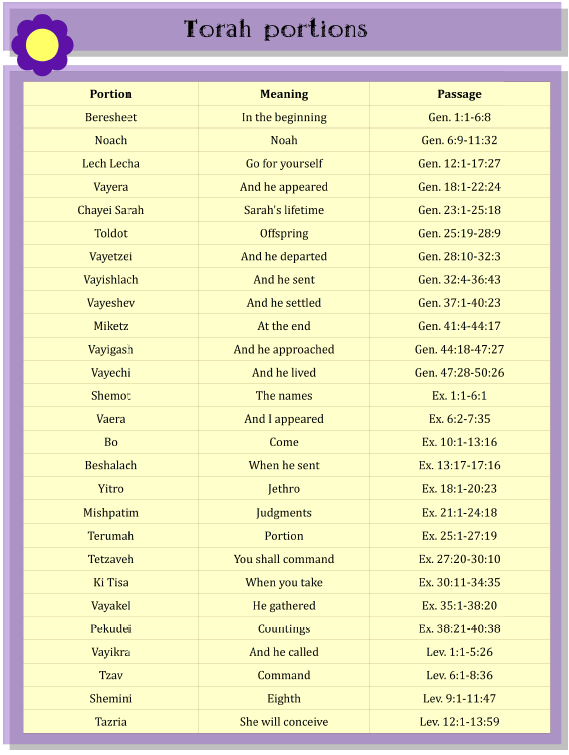 Torah portions
Portion Meaning Passage
Beresheet In the beginning Gen. 1:1-6:8
Noach Noah Gen. 6:9-11:32
Lech Lecha Go for yourself Gen. 12:1-17:27
Vayera And he appeared Gen. 18:1-22:24
Chayei Sarah Sarah's lifetime Gen. 23:1-25:18
Toldot Offspring Gen. 25:19-28:9
Vayetzei And he departed Gen. 28:10-32:3
Vayishlach And he sent Gen. 32:4-36:43
Vayeshev And he settled Gen. 37:1-40:23
Miketz At the end Gen. 41:4-44:17
Vayigash And he approached Gen. 44:18-47:27
Vayechi And he lived Gen. 47:28-50:26
Shemot The names Ex. 1:1-6:1
Vaera And I appeared Ex. 6:2-7:35
Bo Come Ex. 10:1-13:16
Beshalach When he sent Ex. 13:17-17:16
Yitro Jethro Ex. 18:1-20:23
Mishpatim Judgments Ex. 21:1-24:18
Terumah Portion Ex. 25:1-27:19
Tetzaveh You shall command Ex. 27:20-30:10
Ki Tisa When you take Ex. 30:11-34:35
Vayakel He gathered Ex. 35:1-38:20
Pekudei Countings Ex. 38:21-40:38
Vayikra And he called Lev. 1:1-5:26
Tzav Command Lev. 6:1-8:36
Shemini Eighth Lev. 9:1-11:47
Tazria She will conceive Lev. 12:1-13:59